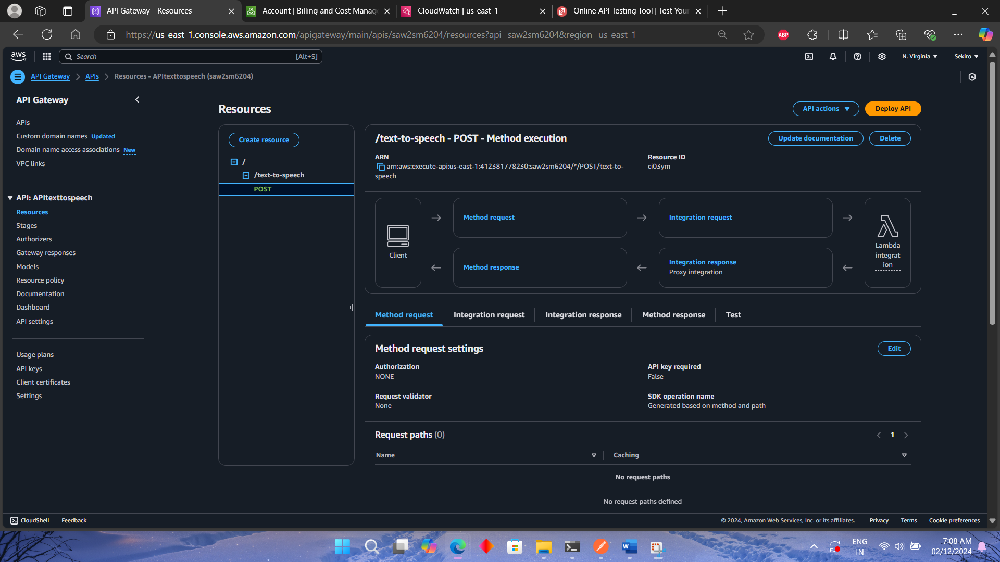 API Gateway - Resources
Account | Billing and Cost Manag
CloudWatch | us-east-1
Online API Testing Tool | Test Your
https://us-east-1.console.aws.amazon.com/apigateway/main/apis/saw2sm6204/resources?api=saw2sm6204&region=us-east-1
ABP
aws
Search
[Alt+S]
N. Virginia
Sekiro
API Gateway
APIs
Resources - APItexttospeech (saw2sm6204)
API Gateway
APIs
Custom domain names Updated
Domain name access associations New
VPC links
API: APItexttospeech
Resources
Stages
Authorizers
Gateway responses
Models
Resource policy
Documentation
Dashboard
API settings
Usage plans
API keys
Client certificates
Settings
Resources
API actions
Deploy API
Create resource
/
/text-to-speech
POST
/text-to-speech - POST - Method execution
Update documentation
Delete
ARN
arn:aws:execute-api:us-east-1:412381778230:saw2sm6204/*/POST/text-to-
speech
Resource ID
ci03ym
Client
Method request
Integration request
Method response
Integration response
Proxy integration
Lambda
integrat
ion
Method request
Integration request
Integration response
Method response
Test
Method request settings
Edit
Authorization
NONE
API key required
False
Request validator
None
SDK operation name
Generated based on method and path
Request paths (0)
1
Name
Caching
No request paths
No request paths defined
CloudShell
Feedback
© 2024, Amazon Web Services, Inc. or its affiliates.
Privacy
Terms
Cookie preferences
W
ENG
IN
7:08 AM
02/12/2024